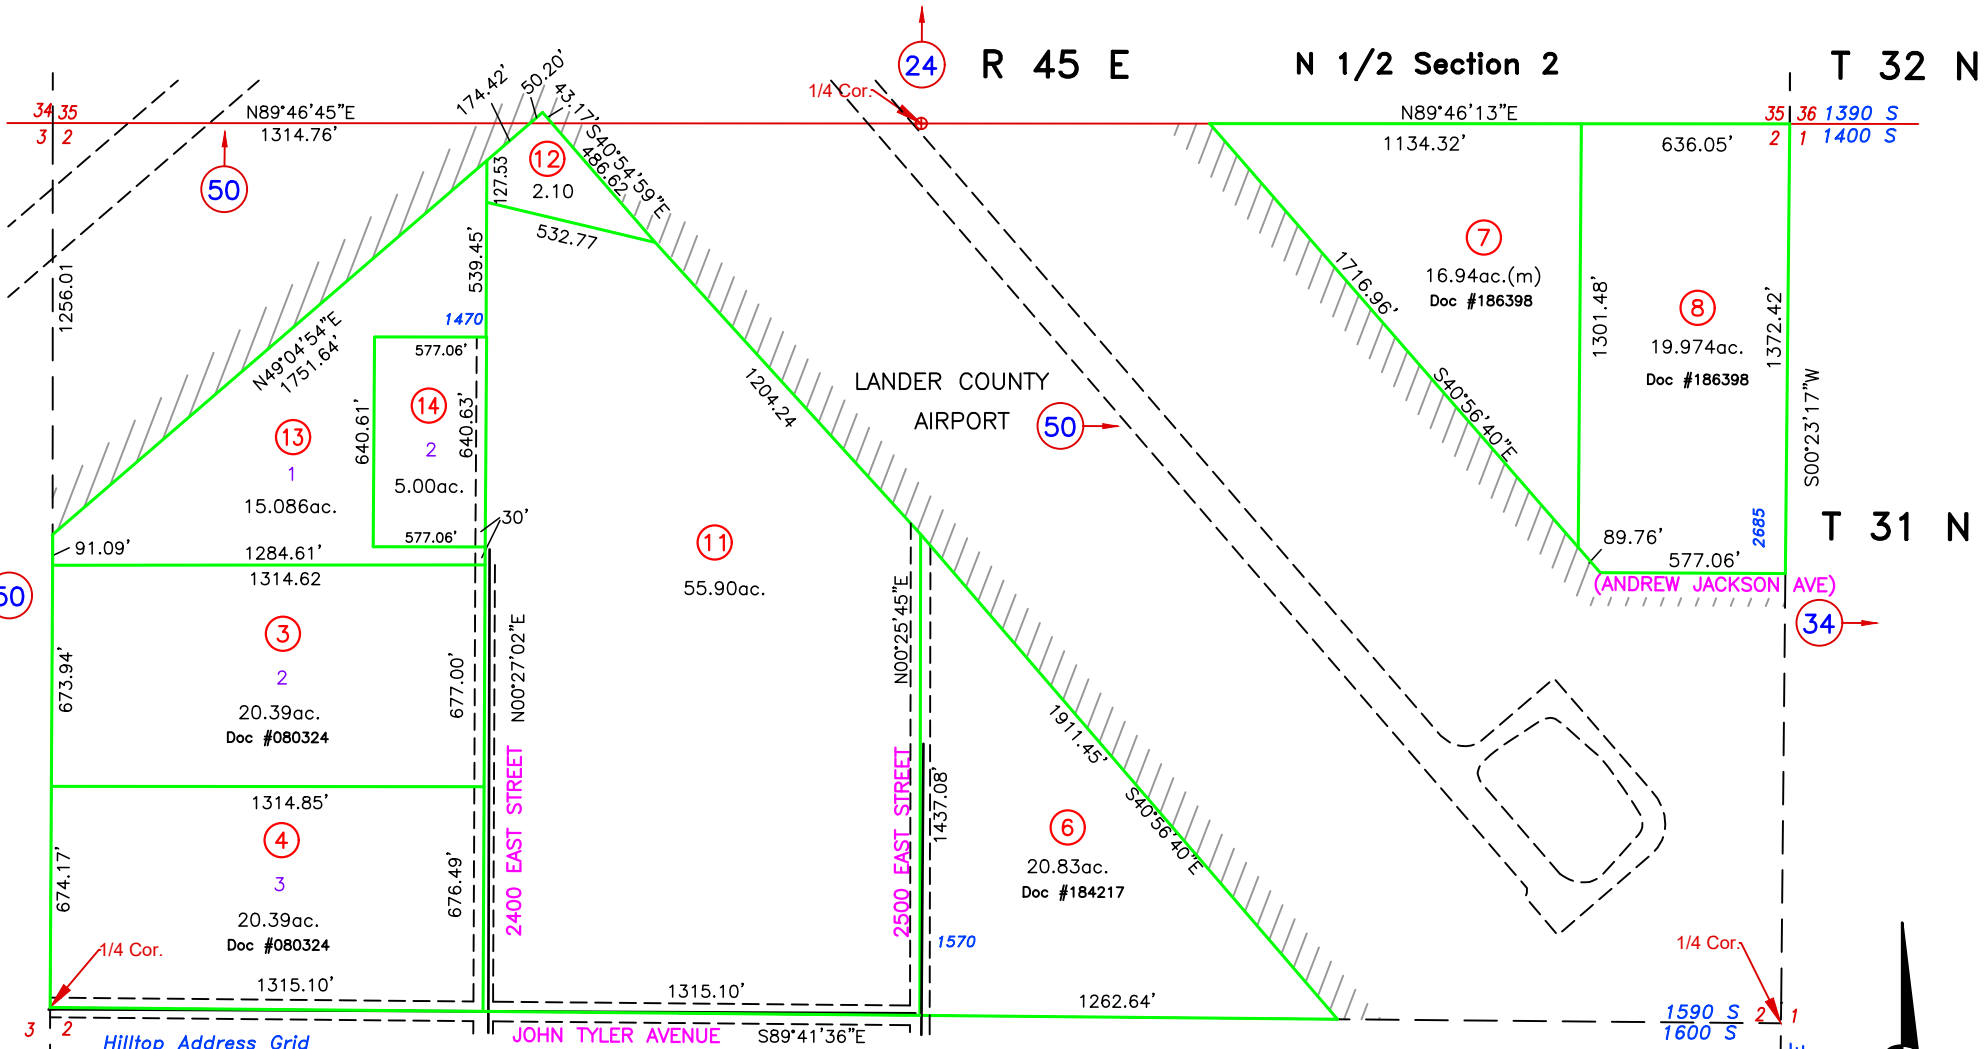 24
R 45 E
N 1/2 Section 2
T 32 N
1/4 Cor.
34 35
3 2
N89°46'45"E
1314.76'
50
174.42'
50.20'
43.17'
S40°54'59"E
486.62
127.53
12
2.10
532.77
N89°46'13"E
1134.32'
636.05'
35 36
2 1
1390 S
1400 S
1256.01
539.45'
1470
N49°04'54"E
1751.64'
577.06'
14
2
5.00ac.
640.61'
640.63'
577.06'
30'
13
1
15.086ac.
91.09'
1284.61'
1314.62
1204.24
LANDER COUNTY
AIRPORT
50
7
16.94ac.(m)
Doc #186398
1716.96'
S40°56'40"E
1301.48'
8
19.974ac.
Doc #186398
1372.42'
S00°23'17"W
2685
T 31 N
89.76'
577.06'
(ANDREW JACKSON AVE)
34
50
3
2
20.39ac.
Doc #080324
673.94'
677.00'
N00°27'02"E
11
55.90ac.
N00°25'45"E
1911.45'
S40°56'40"E
1314.85'
4
3
20.39ac.
Doc #080324
674.17'
676.49'
2400 EAST STREET
2500 EAST STREET
1437.08'
6
20.83ac.
Doc #184217
1570
1/4 Cor.
1315.10'
1315.10'
1262.64'
1/4 Cor.
1590 S
1600 S
2 1
3 2
Hilltop Address Grid
JOHN TYLER AVENUE
S89°41'36"E